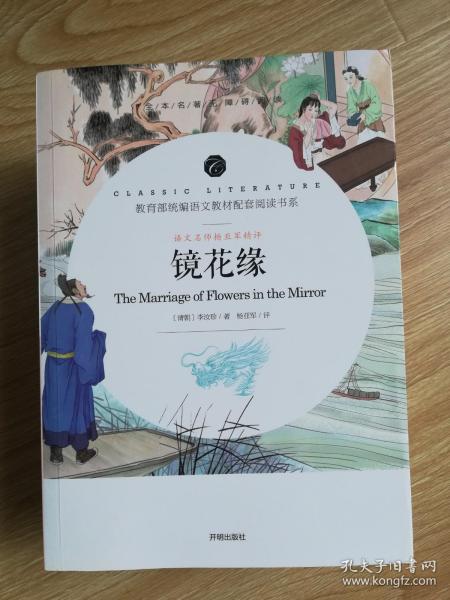 全/本/名/著/无/障/碍/阅/读
CLASSIC LITERATURE
教育部统编语文教材配套阅读书系
语文名师杨亚军精评
镜花缘
The Marriage of Flowers in the Mirror
〔清朝〕李汝珍／著 杨亚军／评
开明出版社
孔夫子旧书网
www.kongfz.com